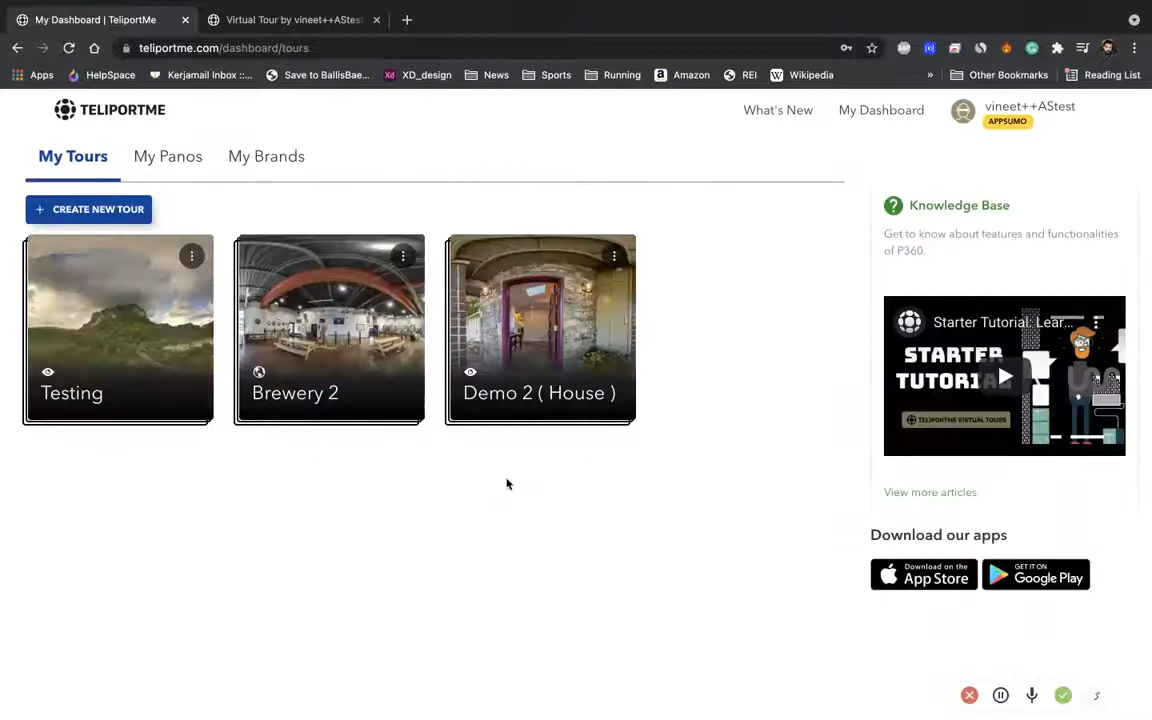 My Dashboard | TeliportMe
Virtual Tour by vineet++AStest
teliportme.com/dashboard/tours
Apps
HelpSpace
Kerjamail Inbox ::...
Save to BallisBae...
Xd
XD_design
News
Sports
Running
Amazon
REI
W
Wikipedia
»
Other Bookmarks
Reading List
TELIPORTME
What's New
My Dashboard
vineet++AStest
APPSUMO
My Tours
My Panos
My Brands
+ CREATE NEW TOUR
Testing
Brewery 2
Demo 2 ( House )
? Knowledge Base
Get to know about features and functionalities
of P360.
Starter Tutorial: Lear...
STARTER
TUTORIAL
TELIPORTME VIRTUAL TOURS
View more articles
Download our apps
Download on the
App Store
GET IT ON
Google Play